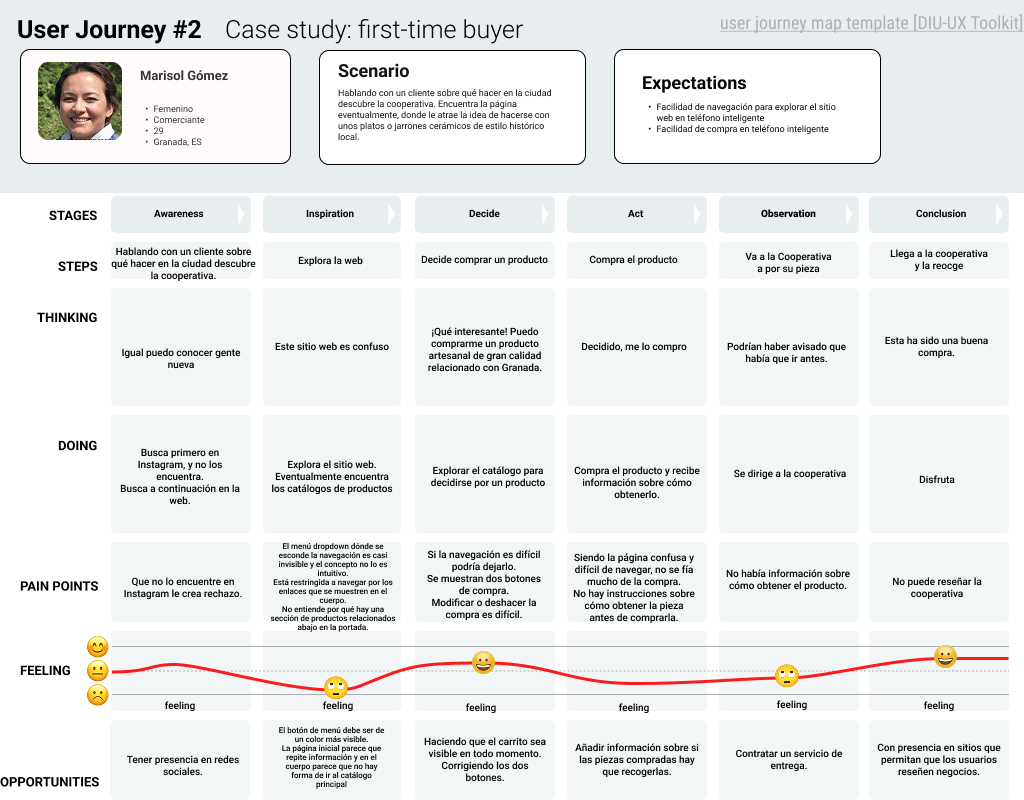 User Journey #2 Case study: first-time buyer
user journey map template [DIU-UX Toolkit]
Marisol Gómez
• Femenino
• Comerciante
• 29
• Granada, ES
Scenario
Hablando con un cliente sobre qué hacer en la ciudad
descubre la cooperativa. Encuentra la página
eventualmente, donde le atrae la idea de hacerse con
unos platos o jarrones cerámicos de estilo histórico
local.
Expectations
• Facilidad de navegación para explorar el sitio
web en teléfono inteligente
• Facilidad de compra en teléfono inteligente
STAGES
Awareness
Inspiration
Decide
Act
Observation
Conclusion
STEPS
Hablando con un cliente sobre
qué hacer en la ciudad descubre
la cooperativa.
Explora la web
Decide comprar un producto
Compra el producto
Va a la Cooperativa
a por su pieza
Llega a la cooperativa
y la reocge
THINKING
Igual puedo conocer gente
nueva
Este sitio web es confuso
¡Qué interesante! Puedo
comprarme un producto
artesanal de gran calidad
relacionado con Granada.
Decidido, me lo compro
Podrían haber avisado que
había que ir antes.
Esta ha sido una buena
compra.
DOING
Busca primero en
Instagram, y no los
encuentra.
Busca a continuación en la
web.
Explora el sitio web.
Eventualmente encuentra
los catálogos de productos
Explorar el catálogo para
decidirse por un producto
Compra el producto y recibe
información sobre cómo
obtenerlo.
Se dirige a la cooperativa
Disfruta
PAIN POINTS
Que no lo encuentre en
Instagram le crea rechazo.
El menú dropdown dónde se
esconde la navegación es casi
invisible y el concepto no lo es
intuitivo.
Está restringida a navegar por los
enlaces que se muestren en el
cuerpo.
No entiende por qué hay una
sección de productos relacionados
abajo en la portada.
Si la navegación es difícil
podría dejarlo.
Se muestran dos botones
de compra.
Modificar o deshacer la
compra es difícil.
Siendo la página confusa y
difícil de navegar, no se fía
mucho de la compra.
No hay instrucciones sobre
cómo obtener la pieza
antes de comprarla.
No había información sobre
cómo obtener el producto.
No puede reseñar la
cooperativa
FEELING
feeling
feeling
feeling
feeling
feeling
feeling
OPPORTUNITIES
Tener presencia en redes
sociales.
El botón de menú debe ser de
un color más visible.
La página inicial parece que
repite información y en el
cuerpo parece que no hay
forma de ir al catálogo
principal
Haciendo que el carrito sea
visible en todo momento.
Corrigiendo los dos
botones.
Añadir información sobre si
las piezas compradas hay
que recogerlas.
Contratar un servicio de
entrega.
Con presencia en sitios que
permitan que los usuarios
reseñen negocios.